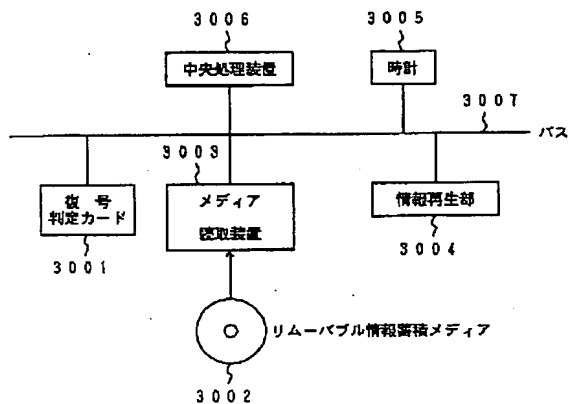 3006
3005
中央処理装置
時計
3007
バス
3003
復号
判定カード
メディア
読取装置
情報再生部
3001
3004
リムーバブル情報蓄積メディア
3002